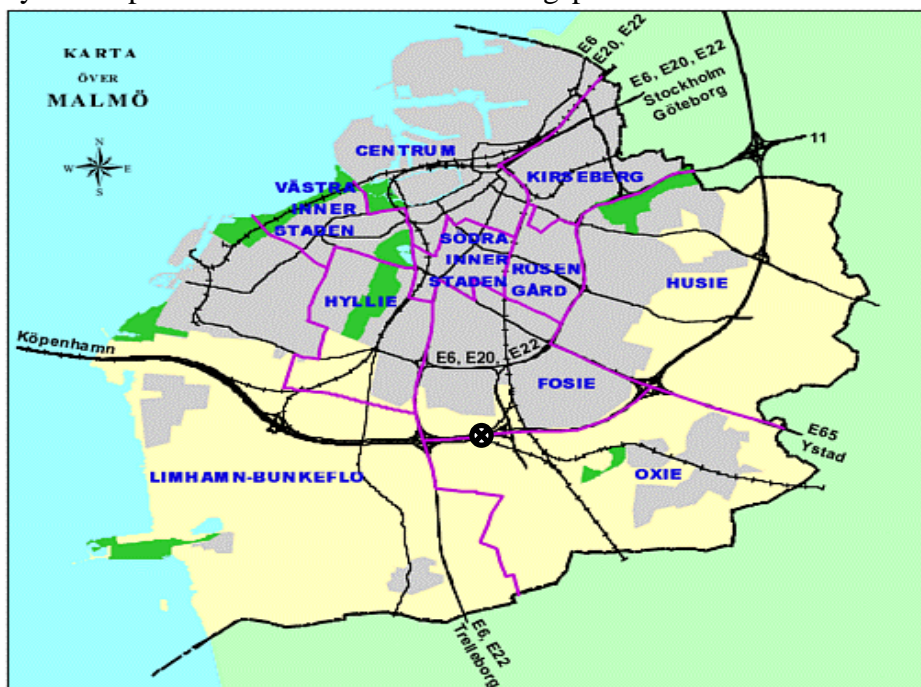 KARTA
ÖVER
MALMÖ
N
W E
S
E6
E20, E22
E6, E20, E22
Stockholm
Göteborg
11
CENTRUM
KIRSEBERG
VÄSTRA
INNER
STADEN
SÖDRA
INNER
STADEN
ROSEN
GÅRD
HUSIE
HYLLIE
Köpenhamn
E6, E20, E22
FOSIE
E65
Ystad
LIMHAMN-BUNKEFLO
OXIE
E6, E22
Trelleborg